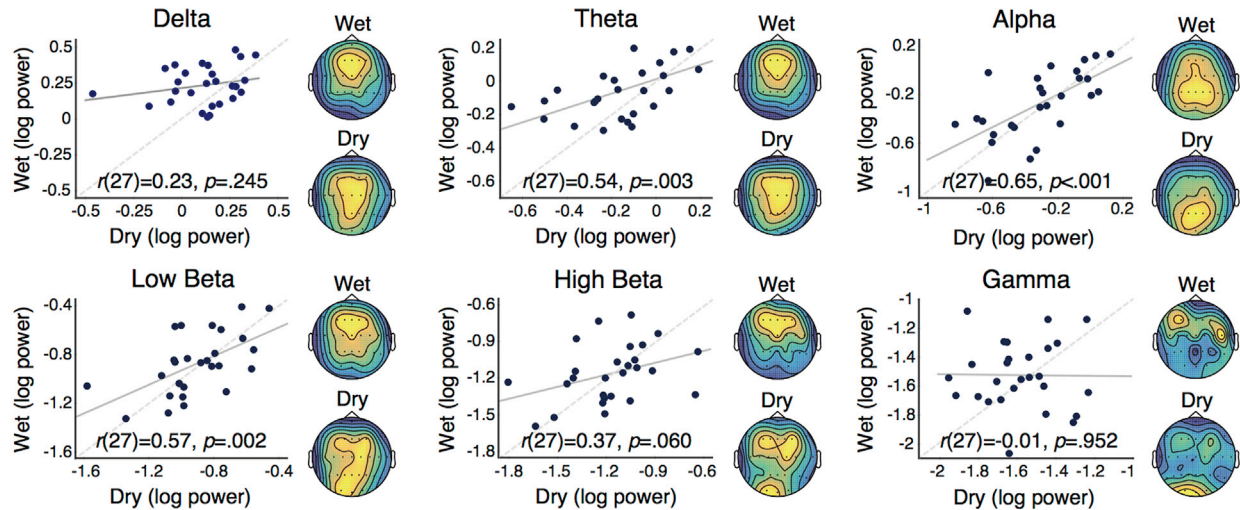 Delta
Wet
Wet (log power)
0.5
0.25
0
-0.25
-0.5
Dry
r(27)=0.23, p=.245
-0.5 -0.25 0 0.25 0.5
Dry (log power)
Theta
Wet
Wet (log power)
0.2
0
-0.2
-0.4
-0.6
Dry
r(27)=0.54, p=.003
-0.6 -0.4 -0.2 0 0.2
Dry (log power)
Alpha
Wet
Wet (log power)
0.2
-0.2
-0.6
-1
Dry
r(27)=0.65, p<.001
-1 -0.6 -0.2 0.2
Dry (log power)
Low Beta
Wet
Wet (log power)
-0.4
-0.8
-1.2
-1.6
Dry
r(27)=0.57, p=.002
-1.6 -1.2 -0.8 -0.4
Dry (log power)
High Beta
Wet
Wet (log power)
-0.6
-0.9
-1.2
-1.5
-1.8
Dry
r(27)=0.37, p=.060
-1.8 -1.5 -1.2 -0.9 -0.6
Dry (log power)
Gamma
Wet
Wet (log power)
-1
-1.2
-1.4
-1.6
-1.8
-2
Dry
r(27)=-0.01, p=.952
-2 -1.8 -1.6 -1.4 -1.2 -1
Dry (log power)